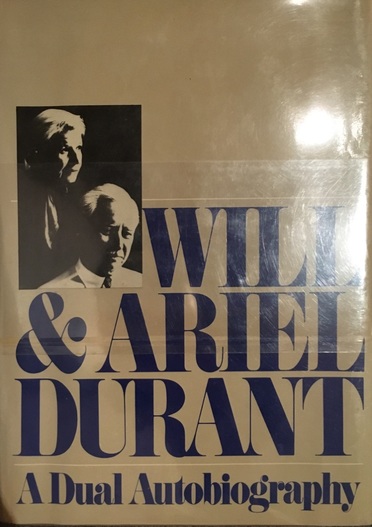 WILL
& ARIEL
DURANT
A Dual Autobiography